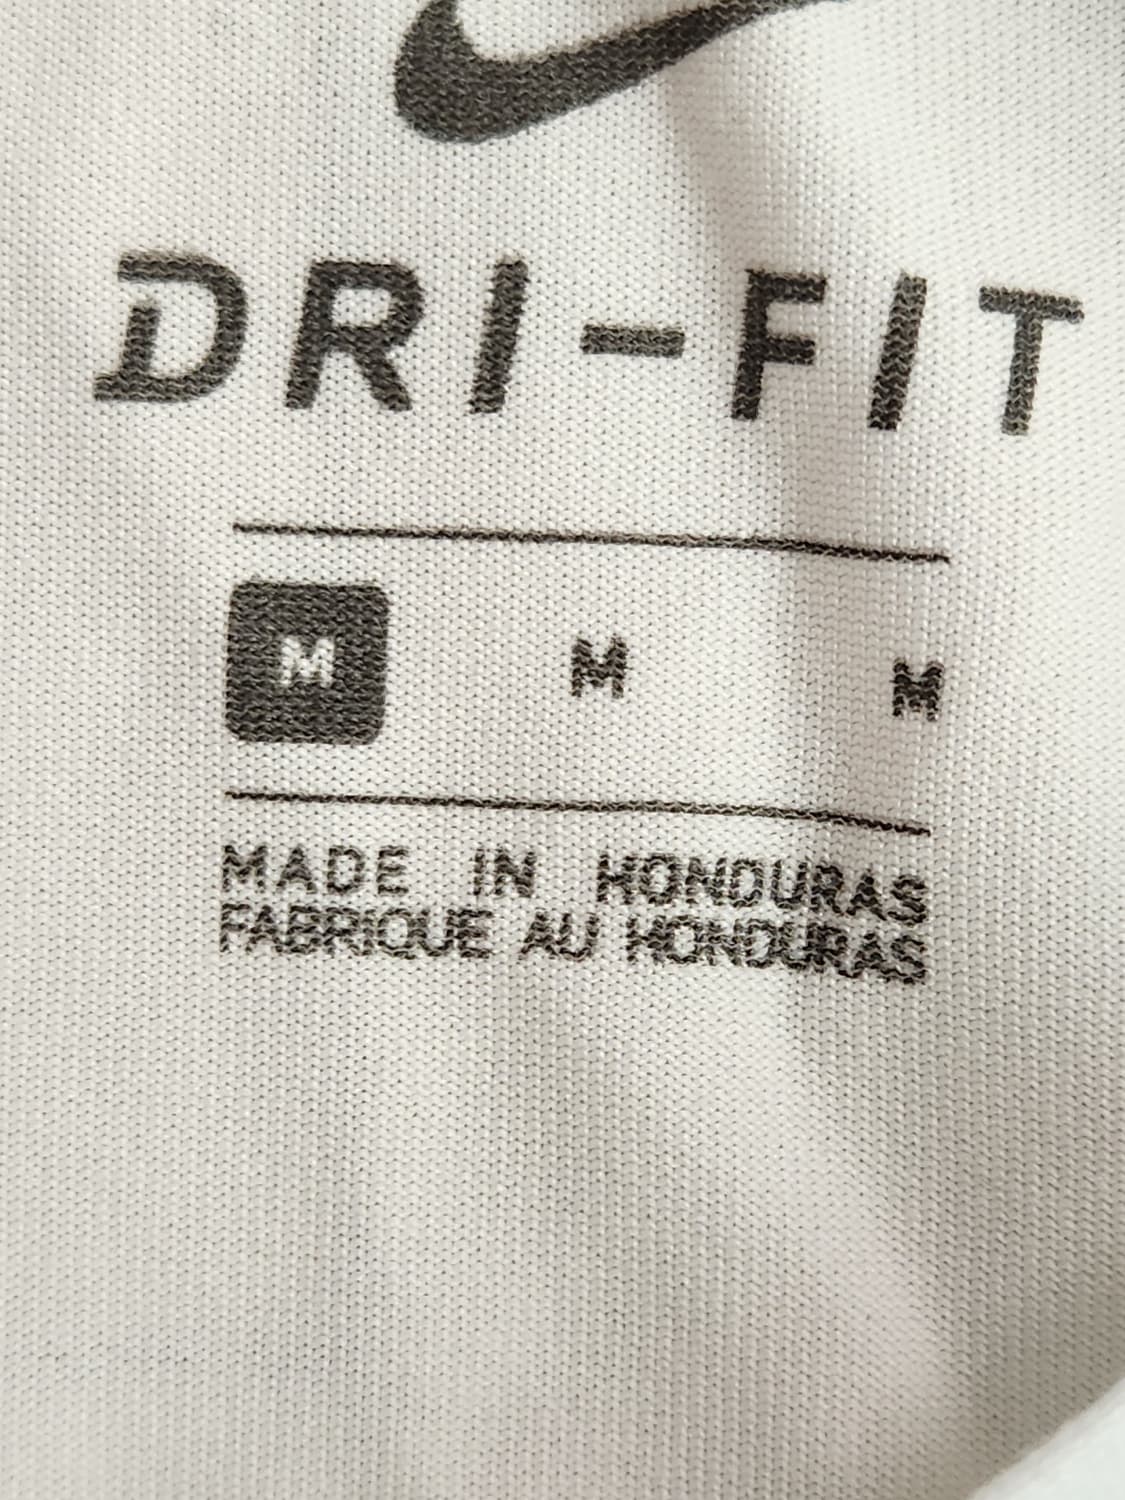 DRI-FIT
M M M
MADE IN HONDURAS
FABRIQUE AU HONDURAS